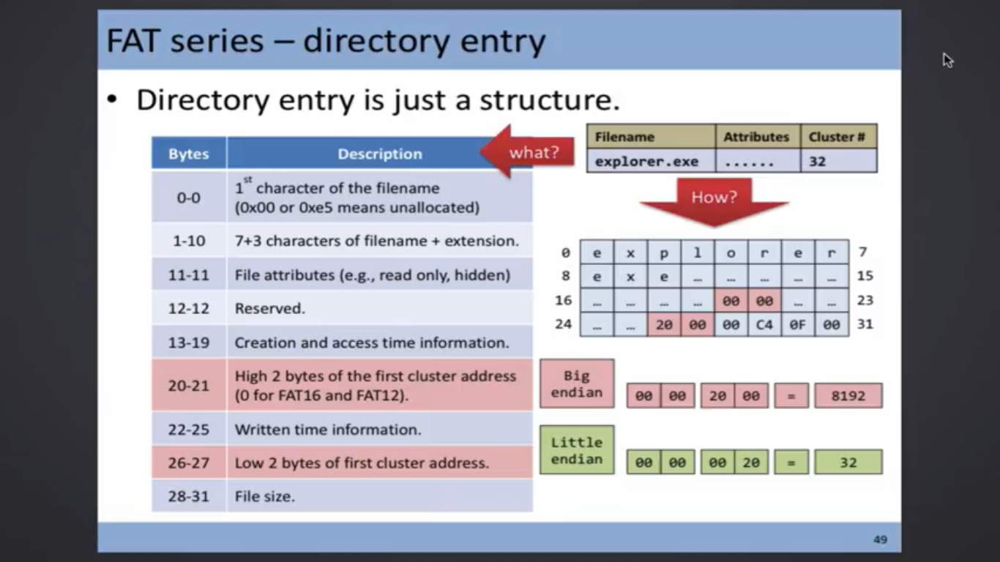 FAT series – directory entry
• Directory entry is just a structure.
Bytes Description
0-0 1st character of the filename
(0x00 or 0xe5 means unallocated)
1-10 7+3 characters of filename + extension.
11-11 File attributes (e.g., read only, hidden)
12-12 Reserved.
13-19 Creation and access time information.
20-21 High 2 bytes of the first cluster address
(0 for FAT16 and FAT12).
22-25 Written time information.
26-27 Low 2 bytes of first cluster address.
28-31 File size.
what?
Filename Attributes Cluster #
explorer.exe ...... 32
How?
0 e x p l o r e r 7
8 e x e … … … … … 15
16 … … … … 00 00 … … 23
24 … … 20 00 00 C4 0F 00 31
Big
endian
00 00 20 00 = 8192
Little
endian
00 00 00 20 = 32
49